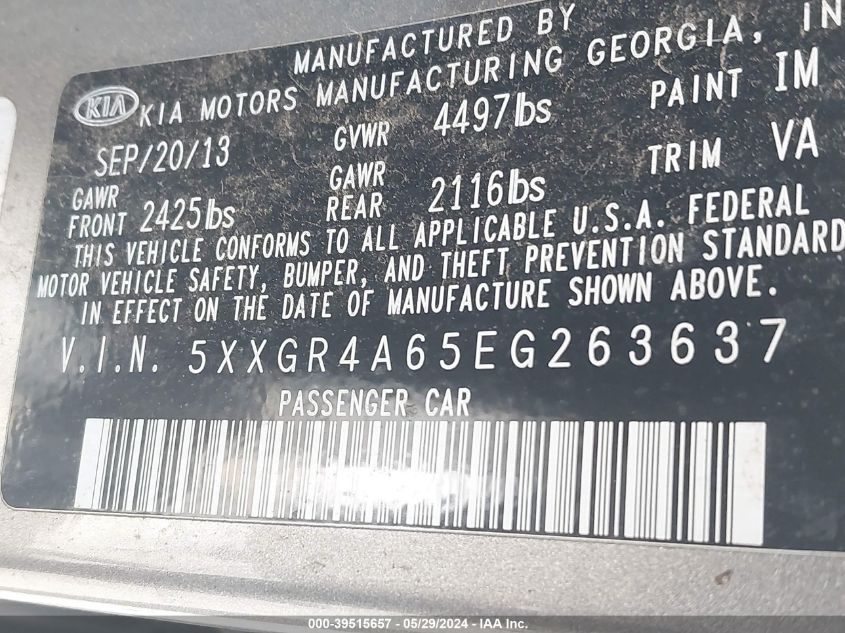 MANUFACTURED BY
KIA KIA MOTORS MANUFACTURING GEORGIA, IN
SEP/20/13 GVWR 4497lbs PAINT IM
GAWR FRONT 2425lbs GAWR REAR 2116lbs TRIM VA
THIS VEHICLE CONFORMS TO ALL APPLICABLE U.S.A. FEDERAL
MOTOR VEHICLE SAFETY, BUMPER, AND THEFT PREVENTION STANDARD
IN EFFECT ON THE DATE OF MANUFACTURE SHOWN ABOVE.
V.I.N. 5XXGR4A65EG263637
PASSENGER CAR
000-39515657 - 05/29/2024 - IAA Inc.